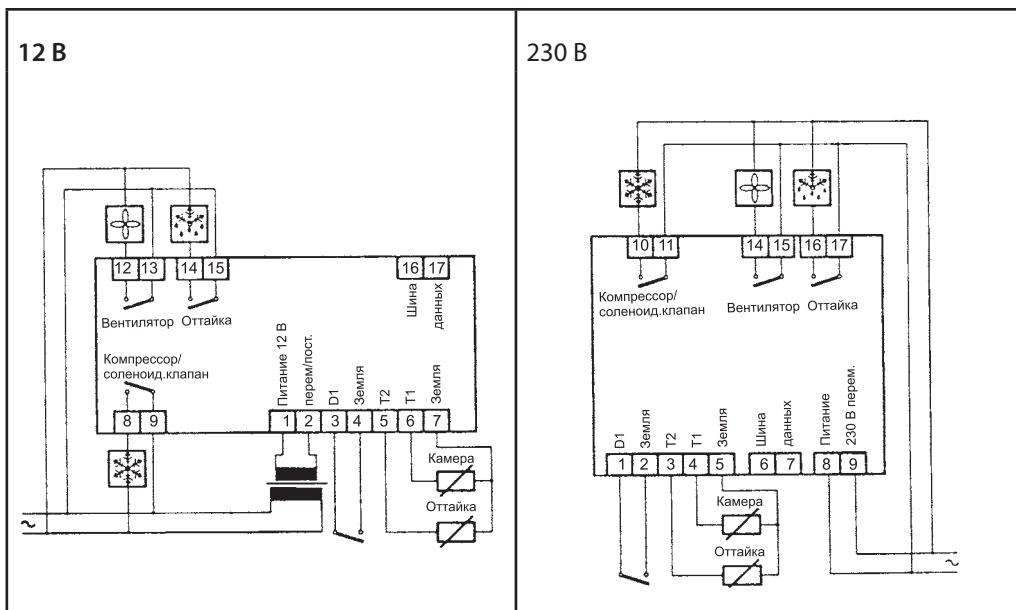 12 В
12 13 14 15
16 17
Вентилятор Оттайка
Шина
данных
Компрессор/
соленоид.клапан
Питание 12 В
перем/пост.
D1
Земля
T2
T1
Земля
8 9
1 2 3 4 5 6 7
Камера
Оттайка
~
230 В
10 11
14 15 16 17
Компрессор/
соленоид.клапан
Вентилятор Оттайка
D1
Земля
T2
T1
Земля
Шина
данных
Питание
230 В перем.
1 2 3 4 5 6 7 8 9
Камера
Оттайка
~